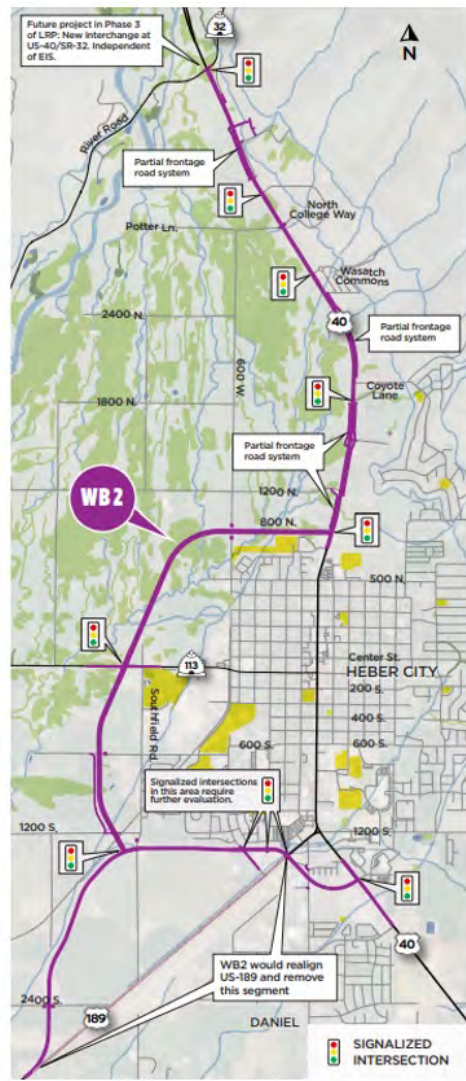 Future project in Phase 3
of LRP: New interchange at
US-40/SR-32. Independent
of EIS.
32
N
River Road
Partial frontage
road system
North
College Way
Potter Ln.
Wasatch
Commons
2400 N.
40
Partial frontage
road system
600 W.
Coyote
Lane
1800 N.
Partial frontage
road system
WB2
1200 N.
800 N.
500 N.
113
Center St.
HEBER CITY
200 S.
400 S.
600 S.
Southfield Rd.
600 S.
Signalized intersections
in this area require
further evaluation.
1200 S.
1200 S.
40
WB2 would realign
US-189 and remove
this segment
2400 S.
189
DANIEL
SIGNALIZED
INTERSECTION